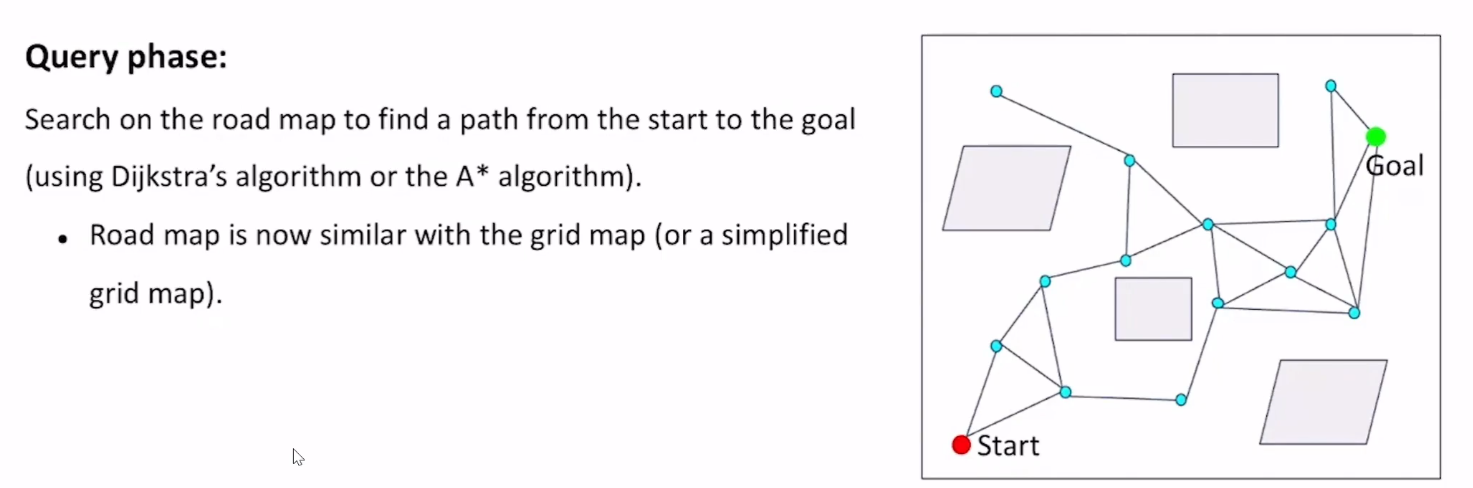 Query phase:
Search on the road map to find a path from the start to the goal
(using Dijkstra's algorithm or the A* algorithm).
• Road map is now similar with the grid map (or a simplified
grid map).
Goal
Start